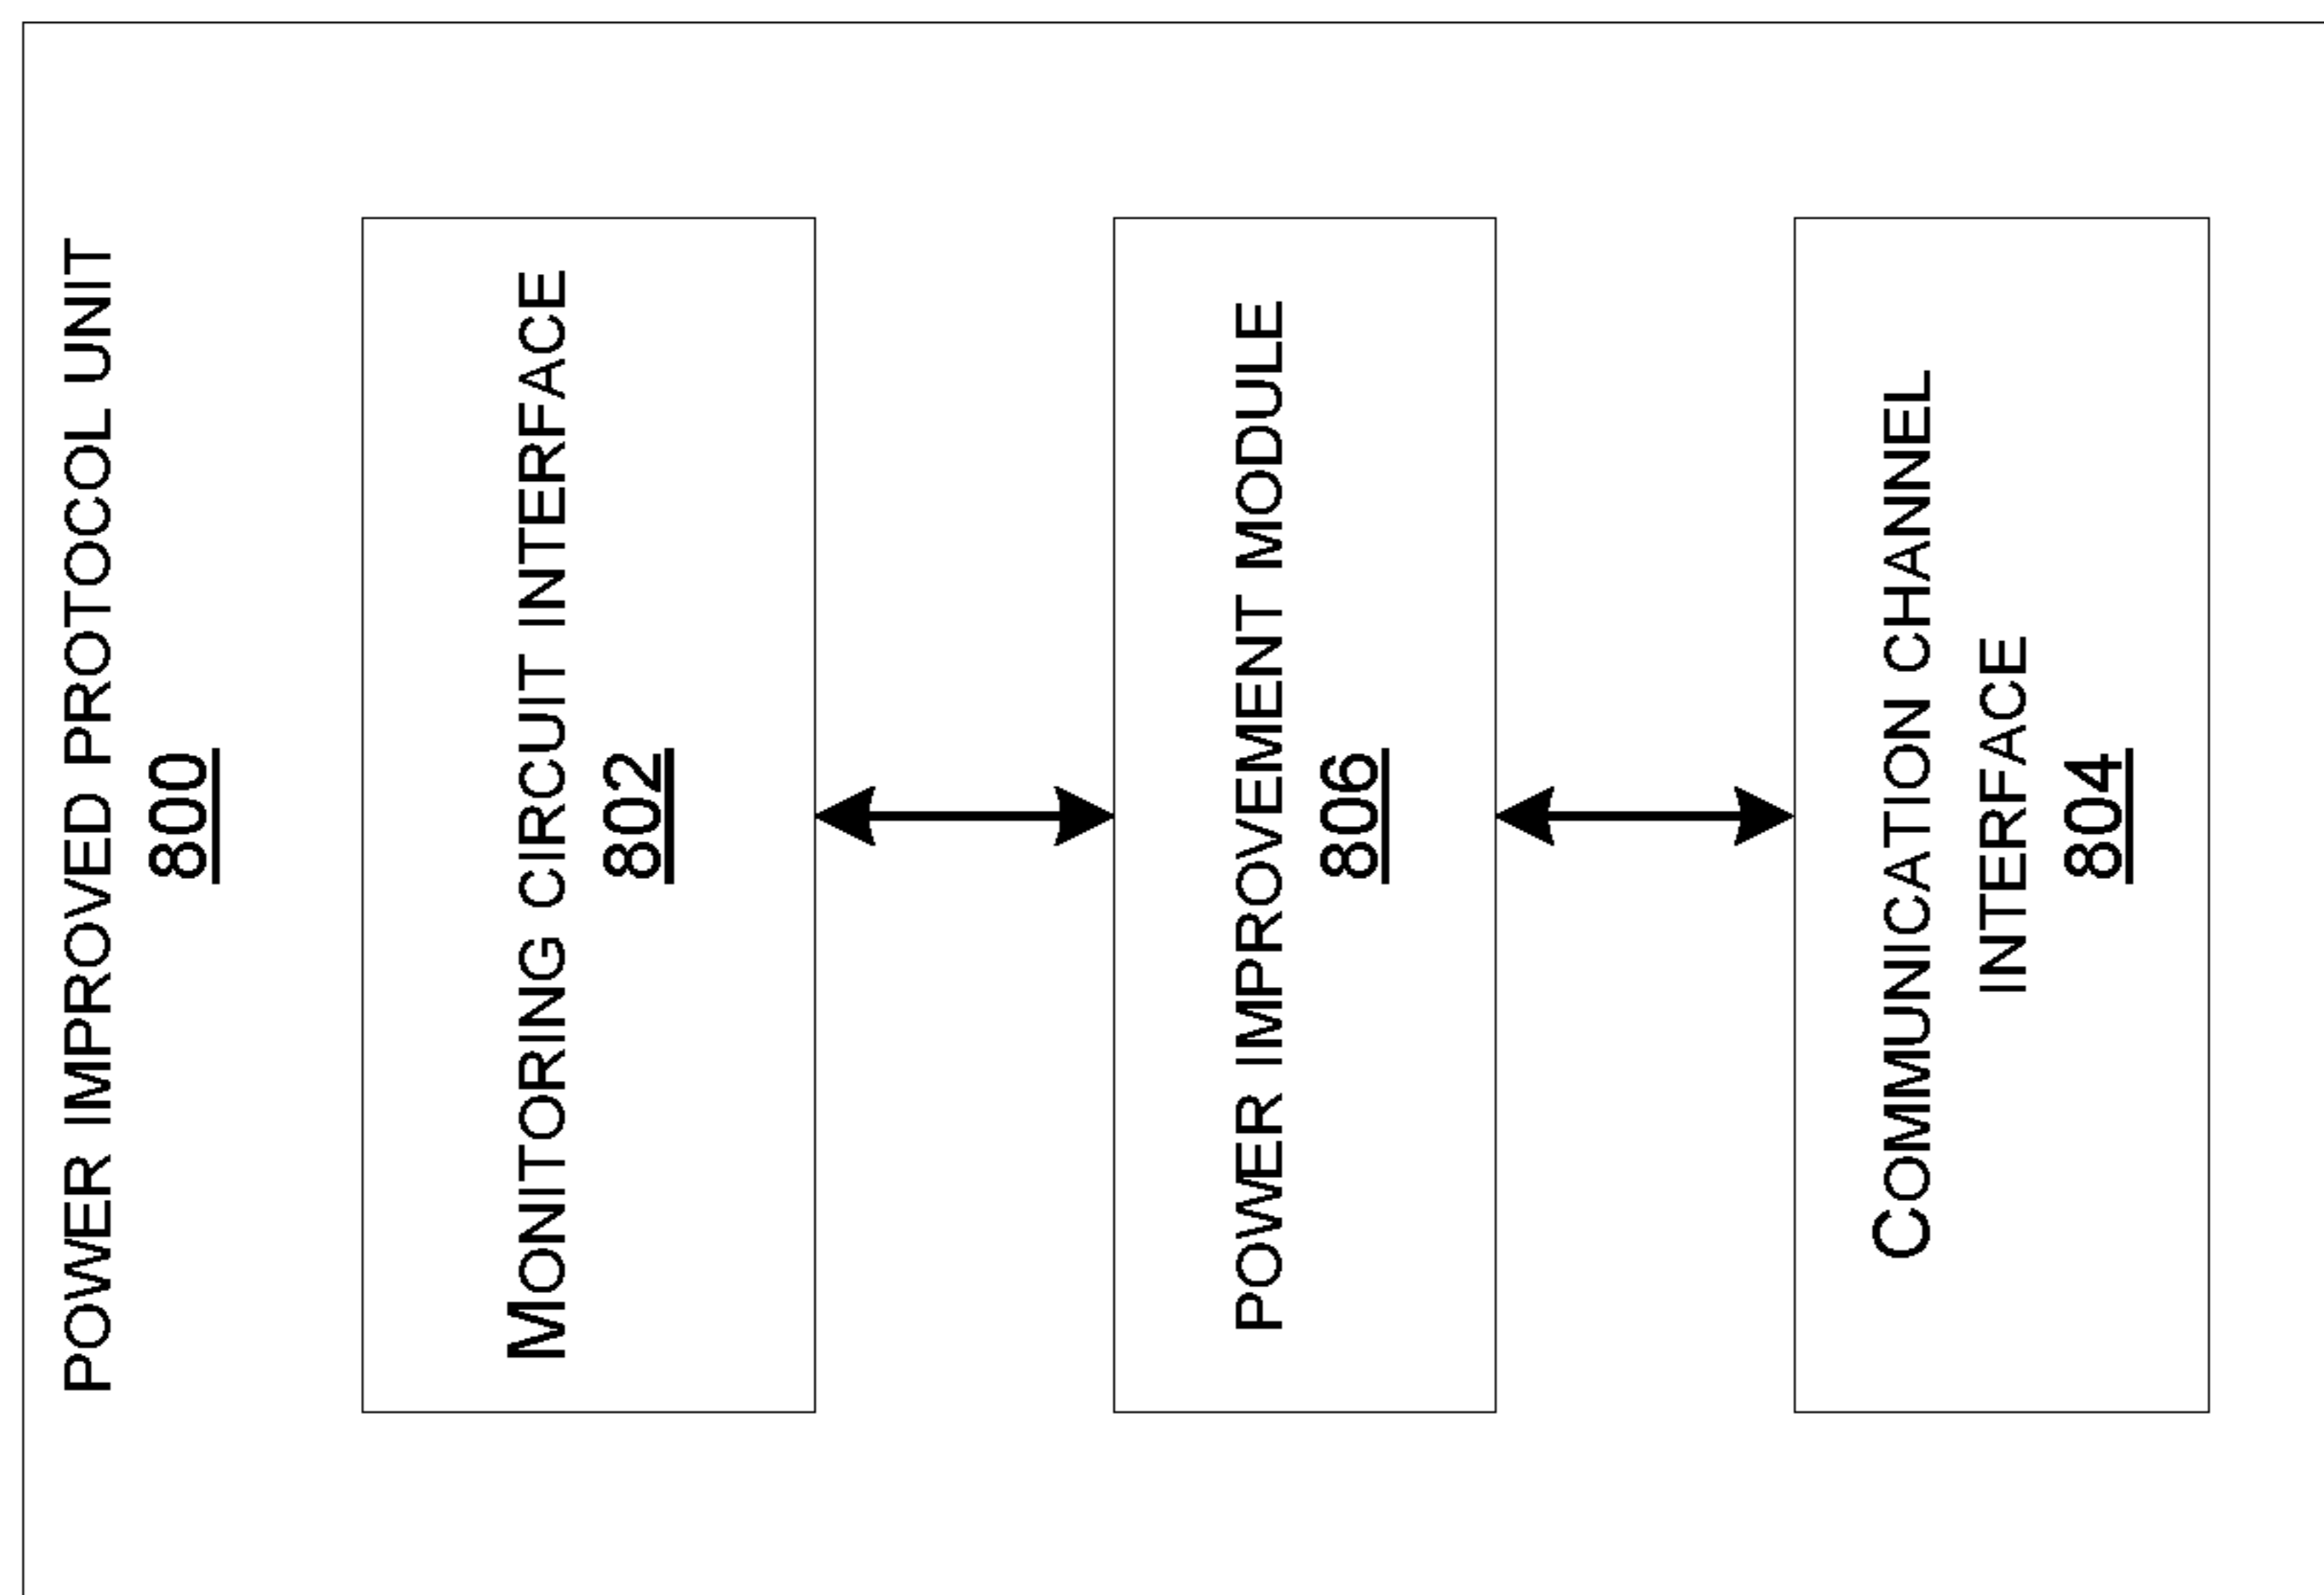 POWER IMPROVED PROTOCOL UNIT
800
MONITORING CIRCUIT INTERFACE
802
POWER IMPROVEMENT MODULE
806
COMMUNICATION CHANNEL
INTERFACE
804